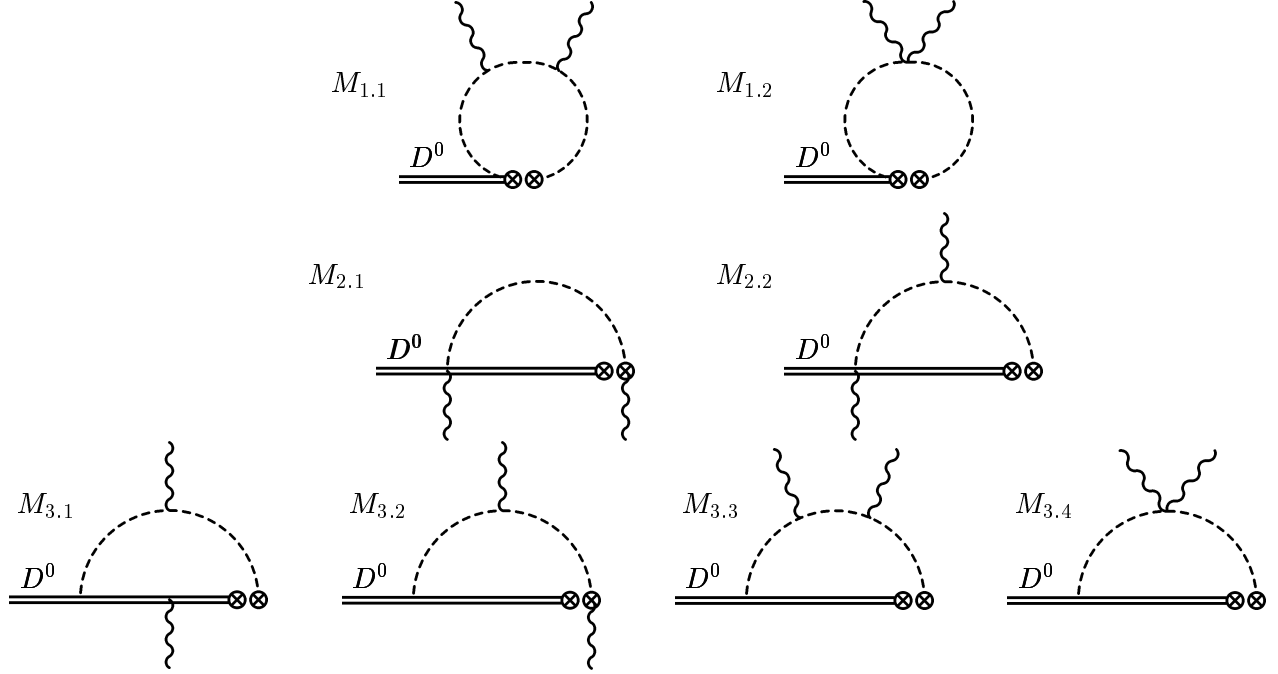 M_{1.1} M_{1.2}
D^0 D^0
M_{2.1} M_{2.2}
D^0 D^0
M_{3.1} M_{3.2} M_{3.3} M_{3.4}
D^0 D^0 D^0 D^0